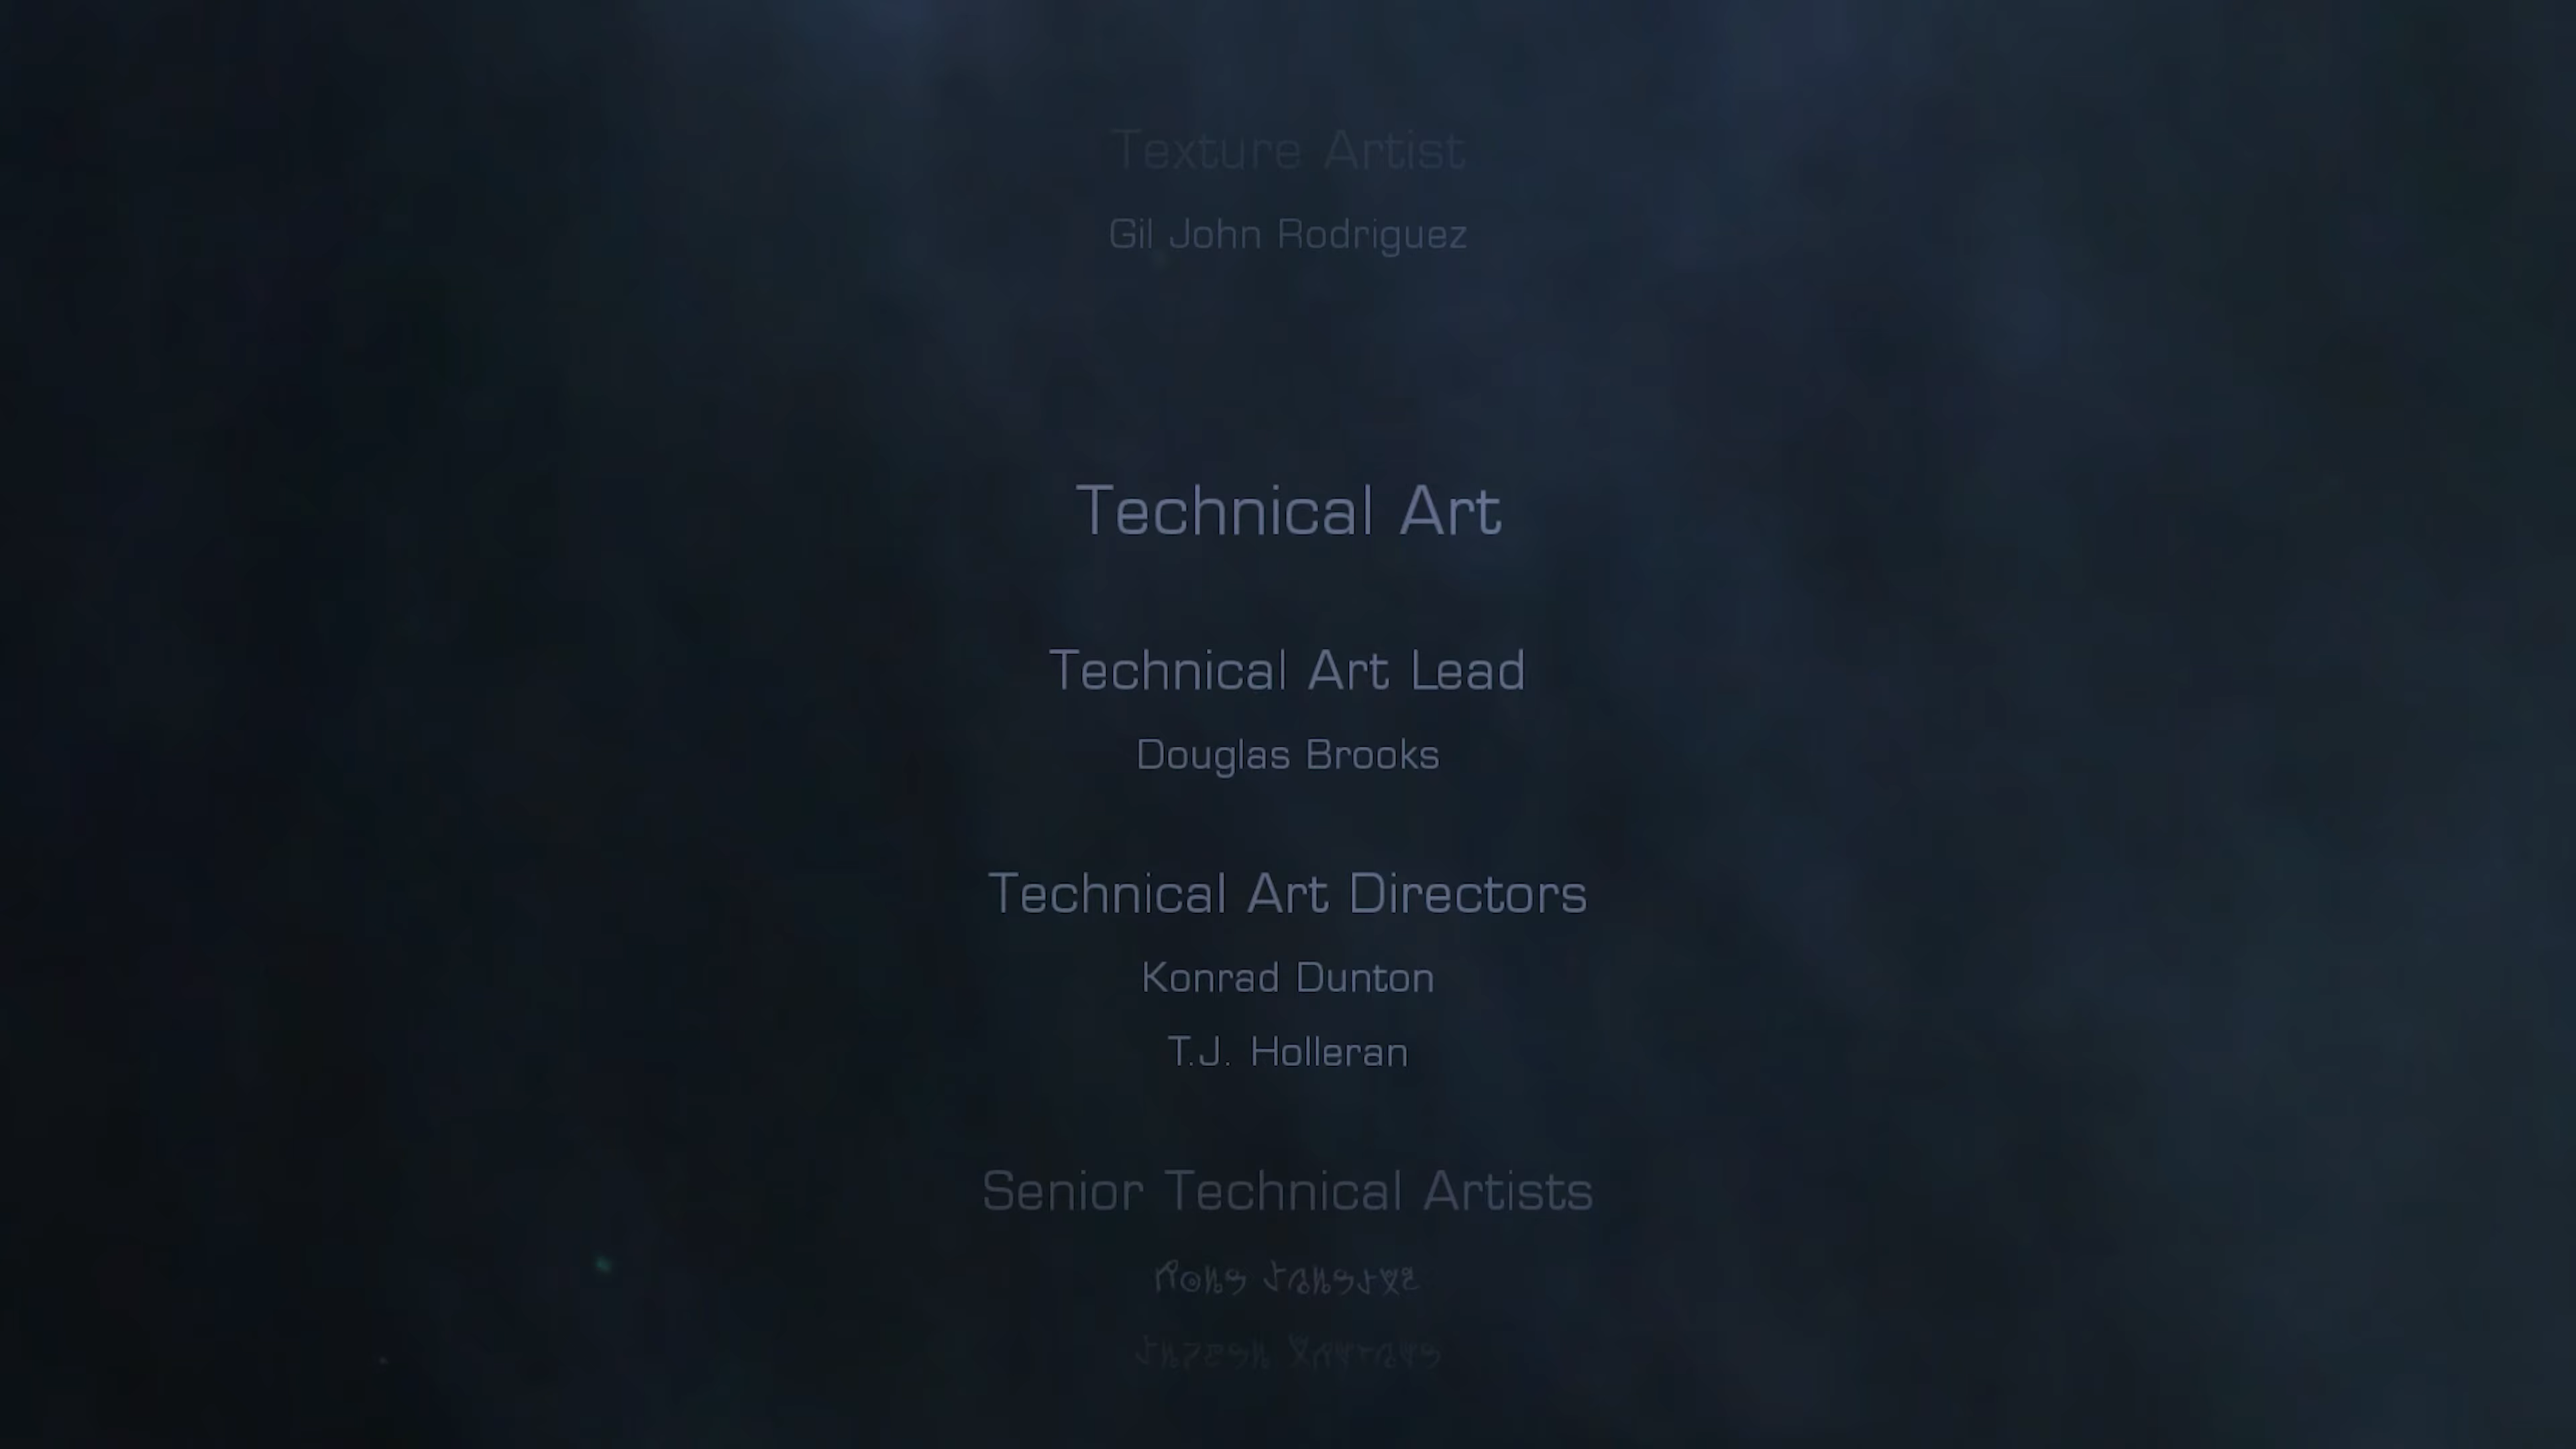 Texture Artist
Gil John Rodriguez
Technical Art
Technical Art Lead
Douglas Brooks
Technical Art Directors
Konrad Dunton
T.J. Holleran
Senior Technical Artists